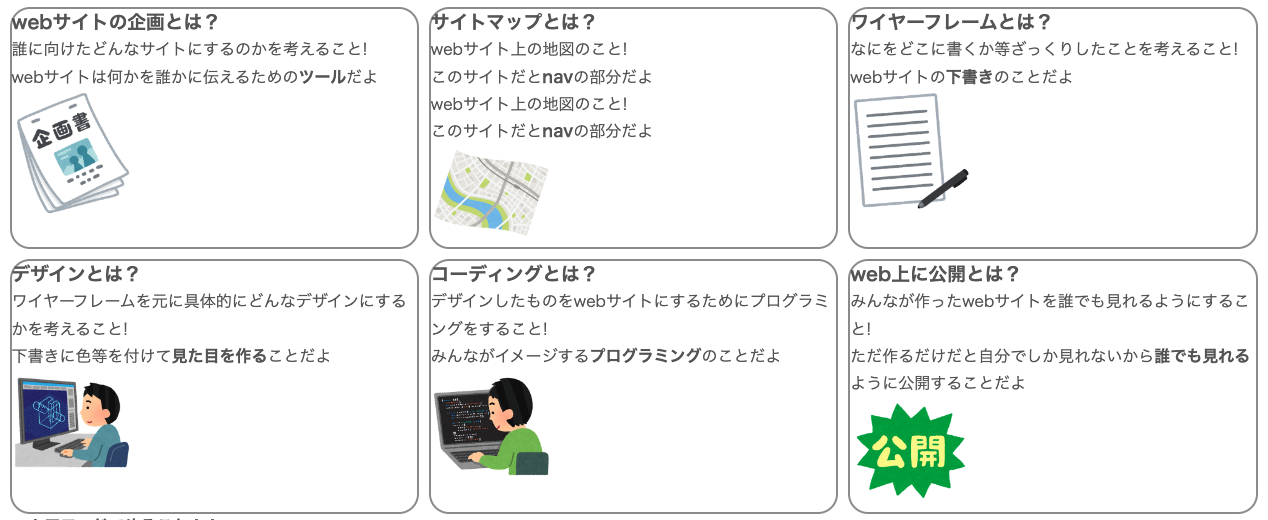 webサイトの企画とは？
誰に向けたどんなサイトにするのかを考えること!
webサイトは何かを誰かに伝えるためのツールだよ
企画書
サイトマップとは？
webサイト上の地図のこと!
このサイトだとnavの部分だよ
webサイト上の地図のこと!
このサイトだとnavの部分だよ
ワイヤーフレームとは？
なにをどこに書くか等ざっくりしたことを考えること!
webサイトの下書きのことだよ
デザインとは？
ワイヤーフレームを元に具体的にどんなデザインにする
かを考えること!
下書きに色等を付けて見た目を作ることだよ
コーディングとは？
デザインしたものをwebサイトにするためにプログラミ
ングをすること!
みんながイメージするプログラミングのことだよ
web上に公開とは？
みんなが作ったwebサイトを誰でも見れるようにするこ
と!
ただ作るだけだと自分でしか見れないから誰でも見れる
ように公開することだよ
公開